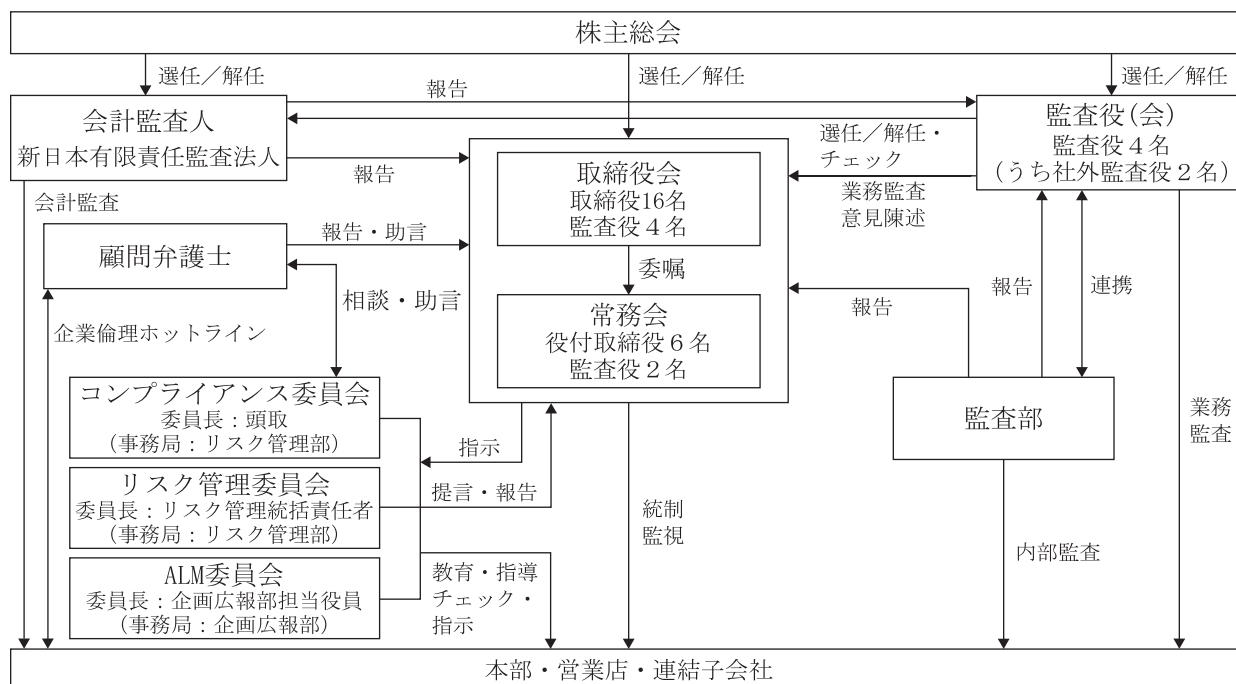 株主総会
選任／解任
選任／解任
選任／解任
会計監査人
新日本有限責任監査法人
報告
監査役（会）
監査役４名
（うち社外監査役２名）
選任／解任・
チェック
報告
業務監査
意見陳述
取締役会
取締役16名
監査役４名
委嘱
常務会
役付取締役６名
監査役２名
会計監査
顧問弁護士
報告・助言
相談・助言
企業倫理ホットライン
報告
報告
連携
コンプライアンス委員会
委員長：頭取
（事務局：リスク管理部）
監査部
業務
監査
指示
リスク管理委員会
委員長：リスク管理統括責任者
（事務局：リスク管理部）
提言・報告
統制
監視
内部監査
ALM委員会
委員長：企画広報部担当役員
（事務局：企画広報部）
教育・指導
チェック・
指示
本部・営業店・連結子会社